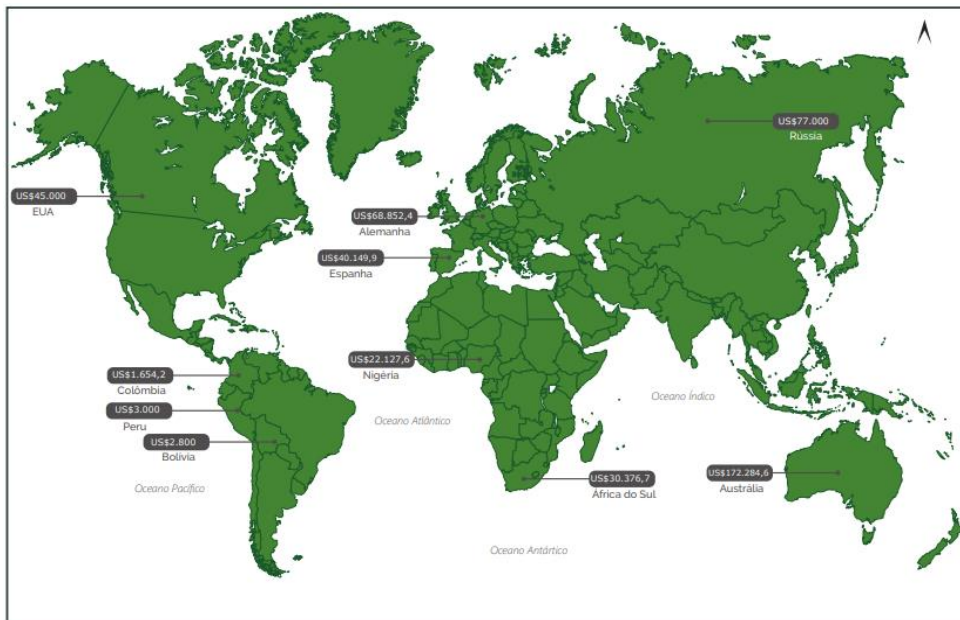 US$77.000
Rússia
US$45.000
EUA
US$68.852,4
Alemanha
US$40.149,9
Espanha
US$22.127,6
Nigéria
US$1.654,2
Colômbia
US$3.000
Peru
US$2.800
Bolívia
Oceano Atlântico
Oceano Índico
Oceano Pacífico
US$30.376,7
África do Sul
US$172.284,6
Austrália
Oceano Antártico